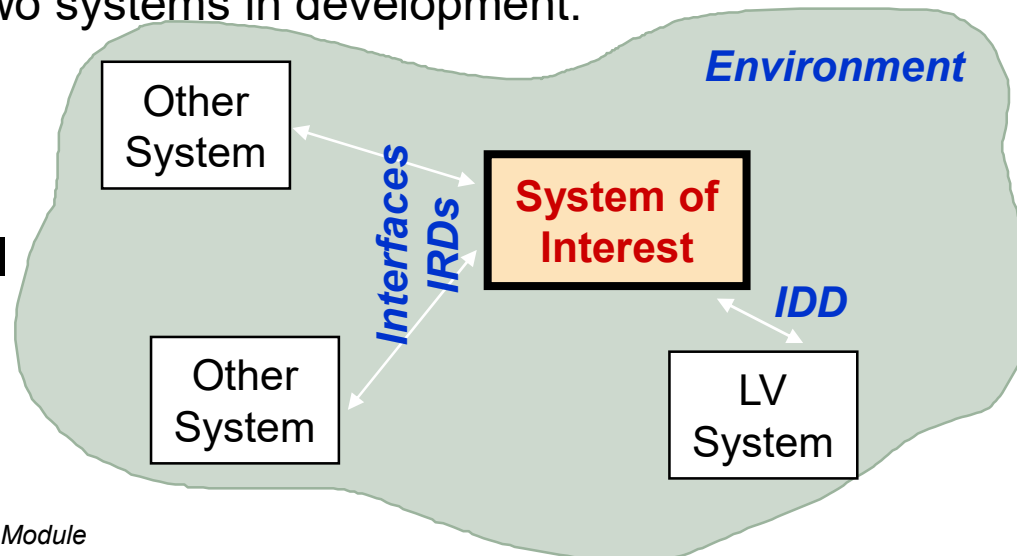 wo systems in development.
Environment
Other
System
Interfaces
IRDs
System of
Interest
IDD
Other
System
LV
System
Module